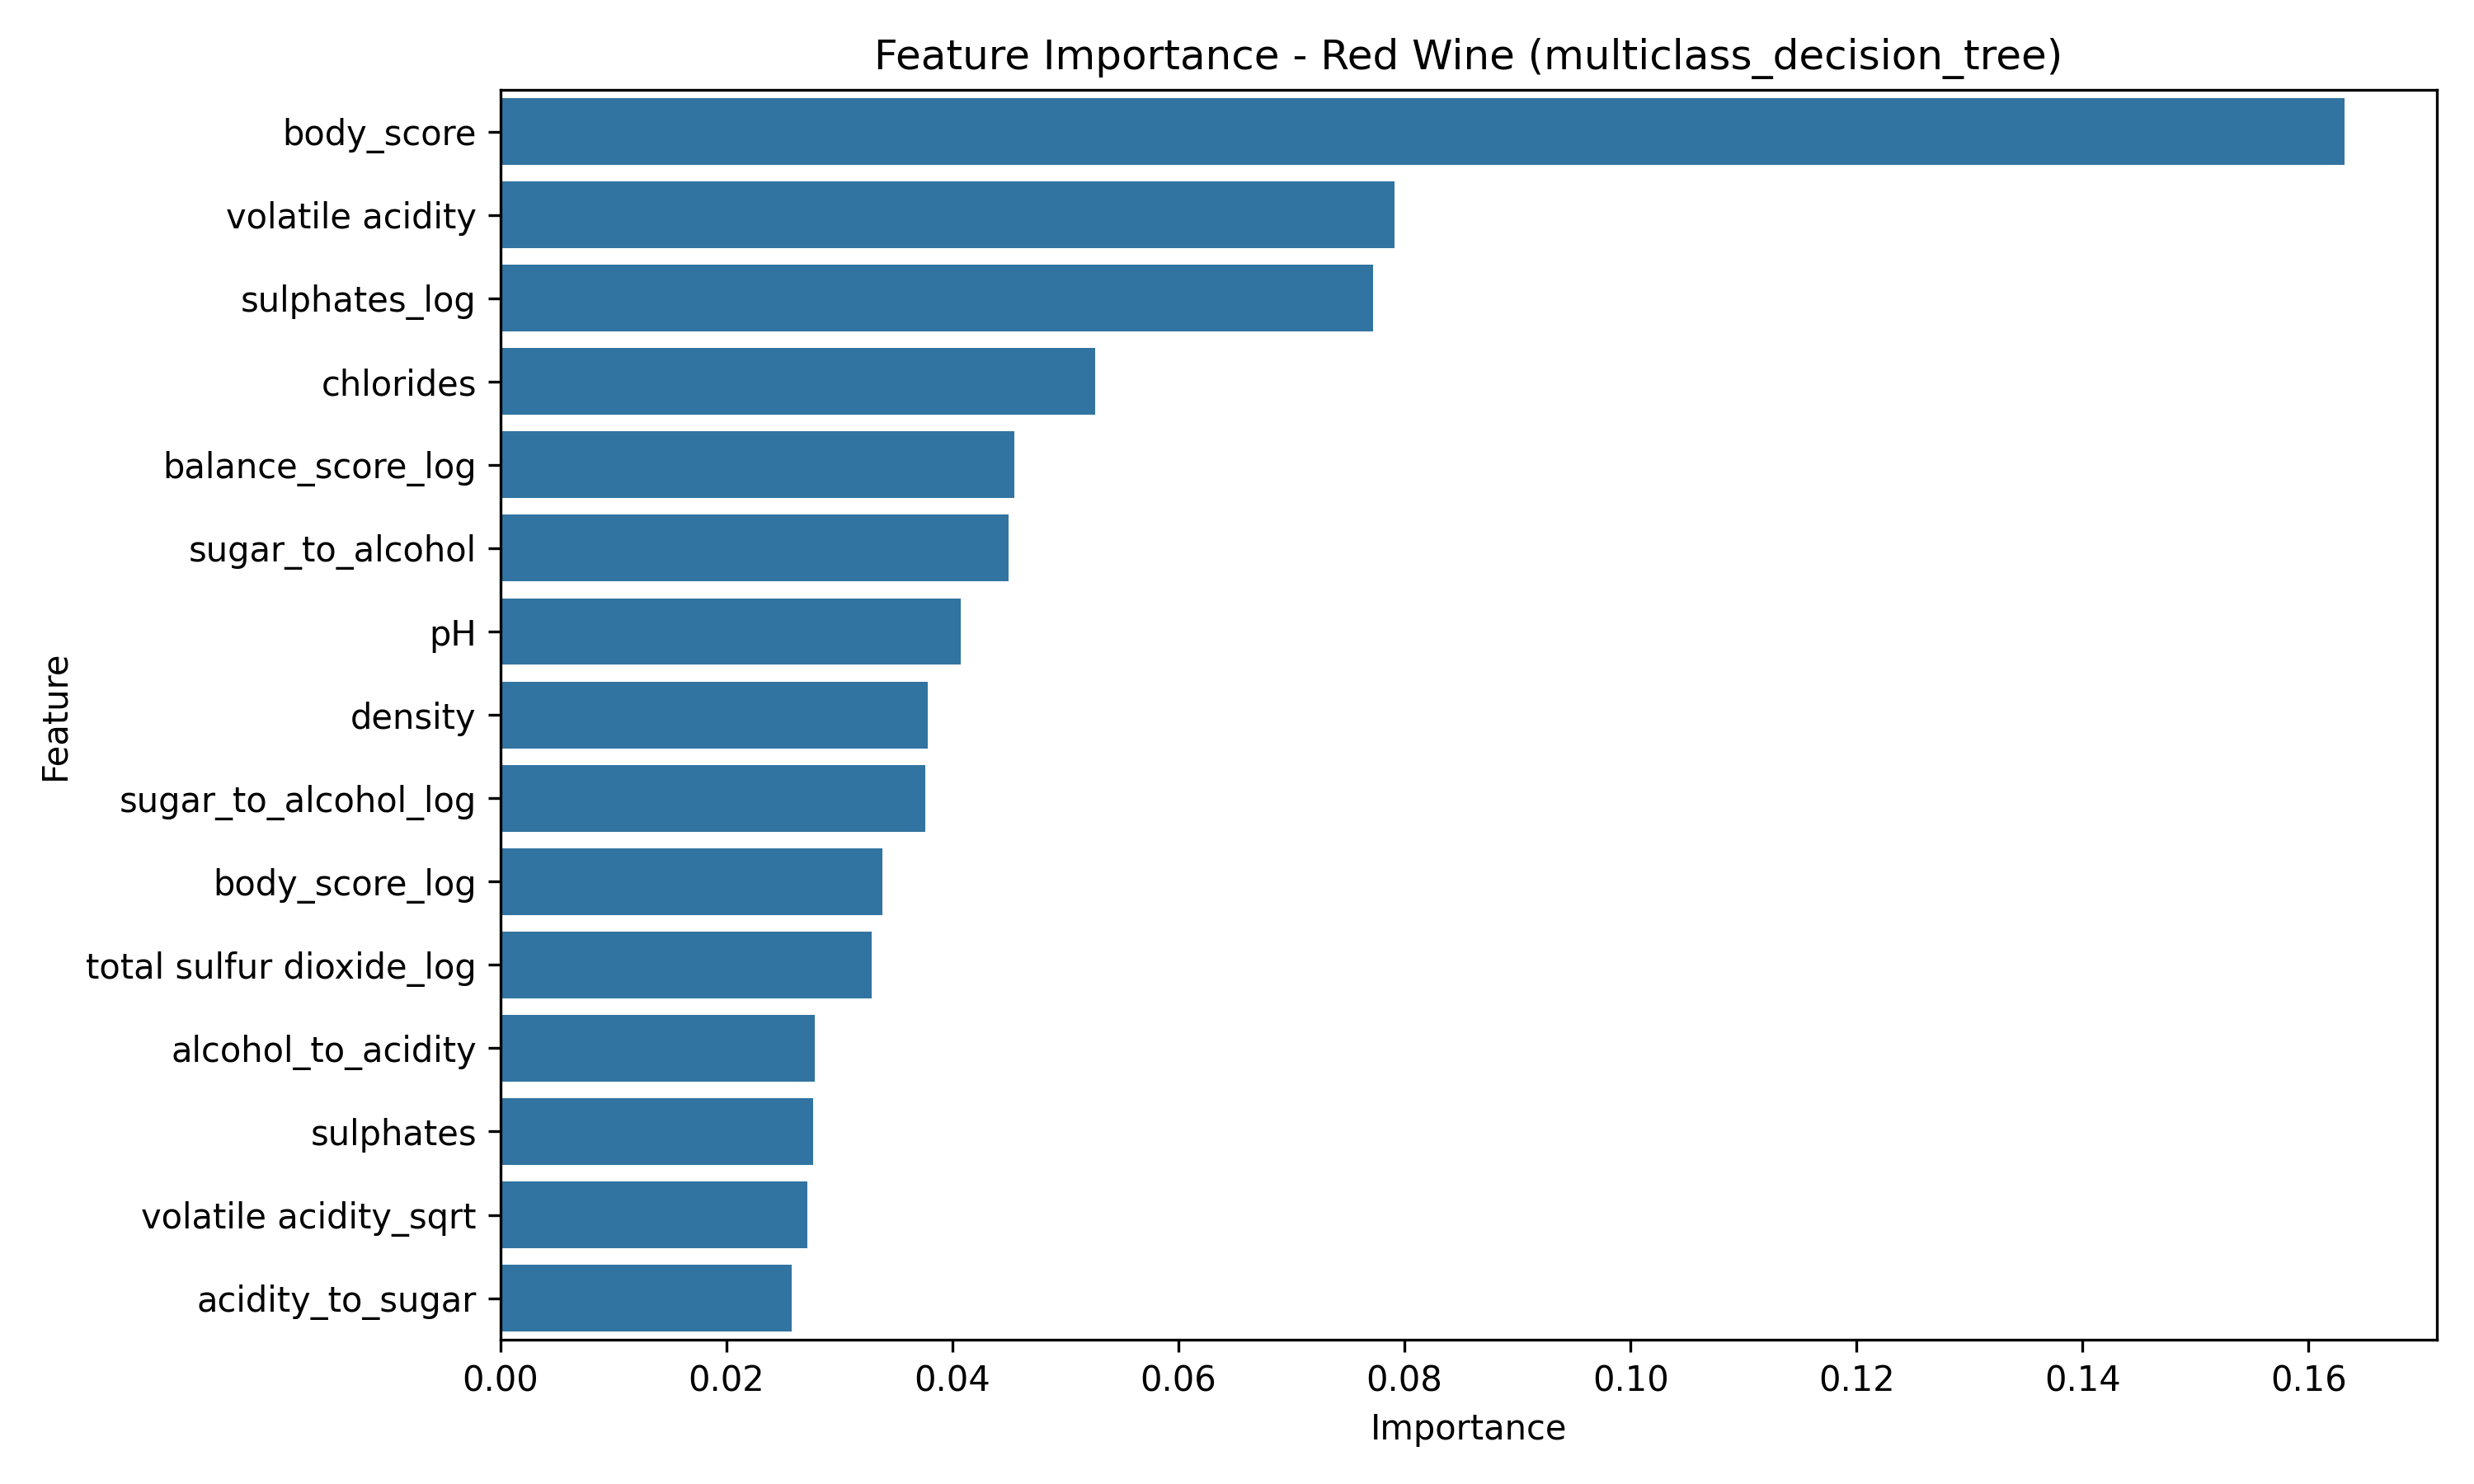 Feature Importance - Red Wine (multiclass_decision_tree)
body_score
volatile acidity
sulphates_log
chlorides
balance_score_log
sugar_to_alcohol
pH
density
sugar_to_alcohol_log
body_score_log
total sulfur dioxide_log
alcohol_to_acidity
sulphates
volatile acidity_sqrt
acidity_to_sugar
Feature
0.00 0.02 0.04 0.06 0.08 0.10 0.12 0.14 0.16
Importance